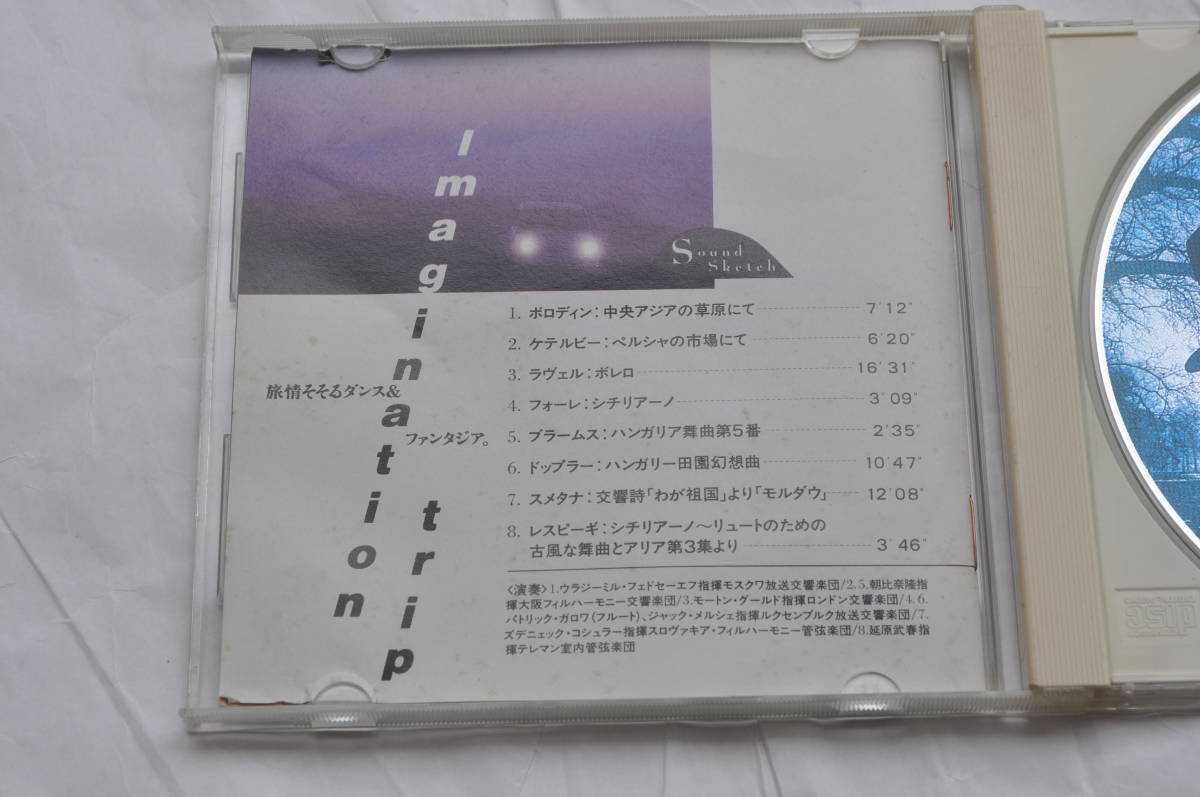 Imagination
trip
Sound
Sketch
旅情そそるダンス&
ファンタジア。
1. ボロディン：中央アジアの草原にて 7'12"
2. ケテルビー：ペルシャの市場にて 6'20"
3. ラヴェル：ボレロ 16'31"
4. フォーレ：シチリアーノ 3'09"
5. ブラームス：ハンガリア舞曲第5番 2'35"
6. ドップラー：ハンガリー田園幻想曲 10'47"
7. スメタナ：交響詩「わが祖国」より「モルダウ」 12'08"
8. レスピーギ：シチリアーノ〜リュートのための
古風な舞曲とアリア第3集より 3'46"
〈演奏〉1.ウラジーミル・フェドセーエフ指揮モスクワ放送交響楽団/2.5.朝比奈隆指
揮大阪フィルハーモニー交響楽団/3.モートン・グールド指揮ロンドン交響楽団/4.6.
パトリック・ガロワ(フルート)、ジャック・メルシェ指揮ルクセンブルク放送交響楽団/7.
ズデニェック・コシュラー指揮スロヴァキア・フィルハーモニー管弦楽団/8.延原武春指
揮テレマン室内管弦楽団
disc